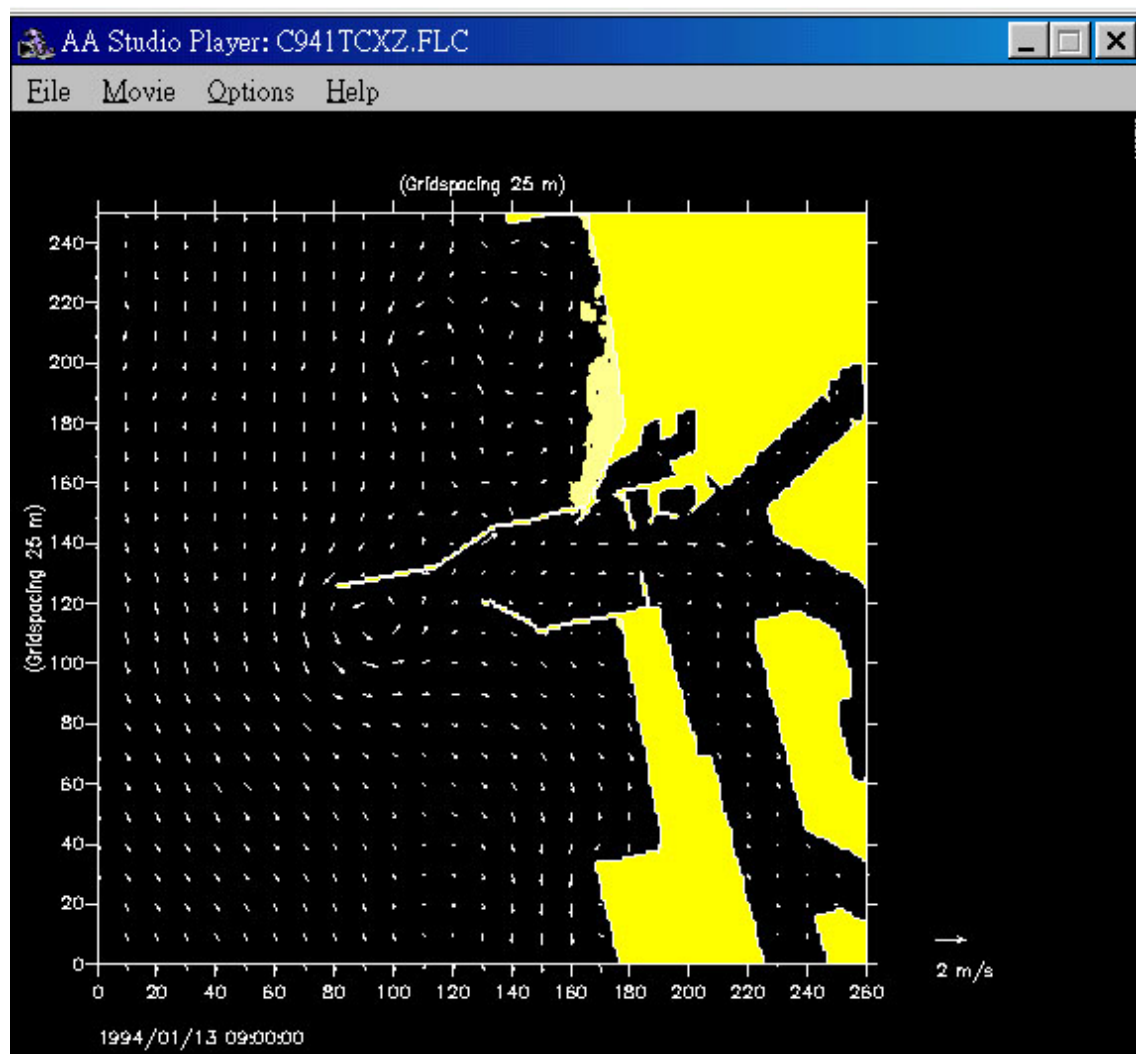 AA Studio Player: C941TCXZ.FLC
File Movie Options Help
(Gridspacing 25 m)
240
220
200
180
160
140
120
100
80
60
40
20
0
(Gridspacing 25 m)
0 20 40 60 80 100 120 140 160 180 200 220 240 260
2 m/s
1994/01/13 09:00:00